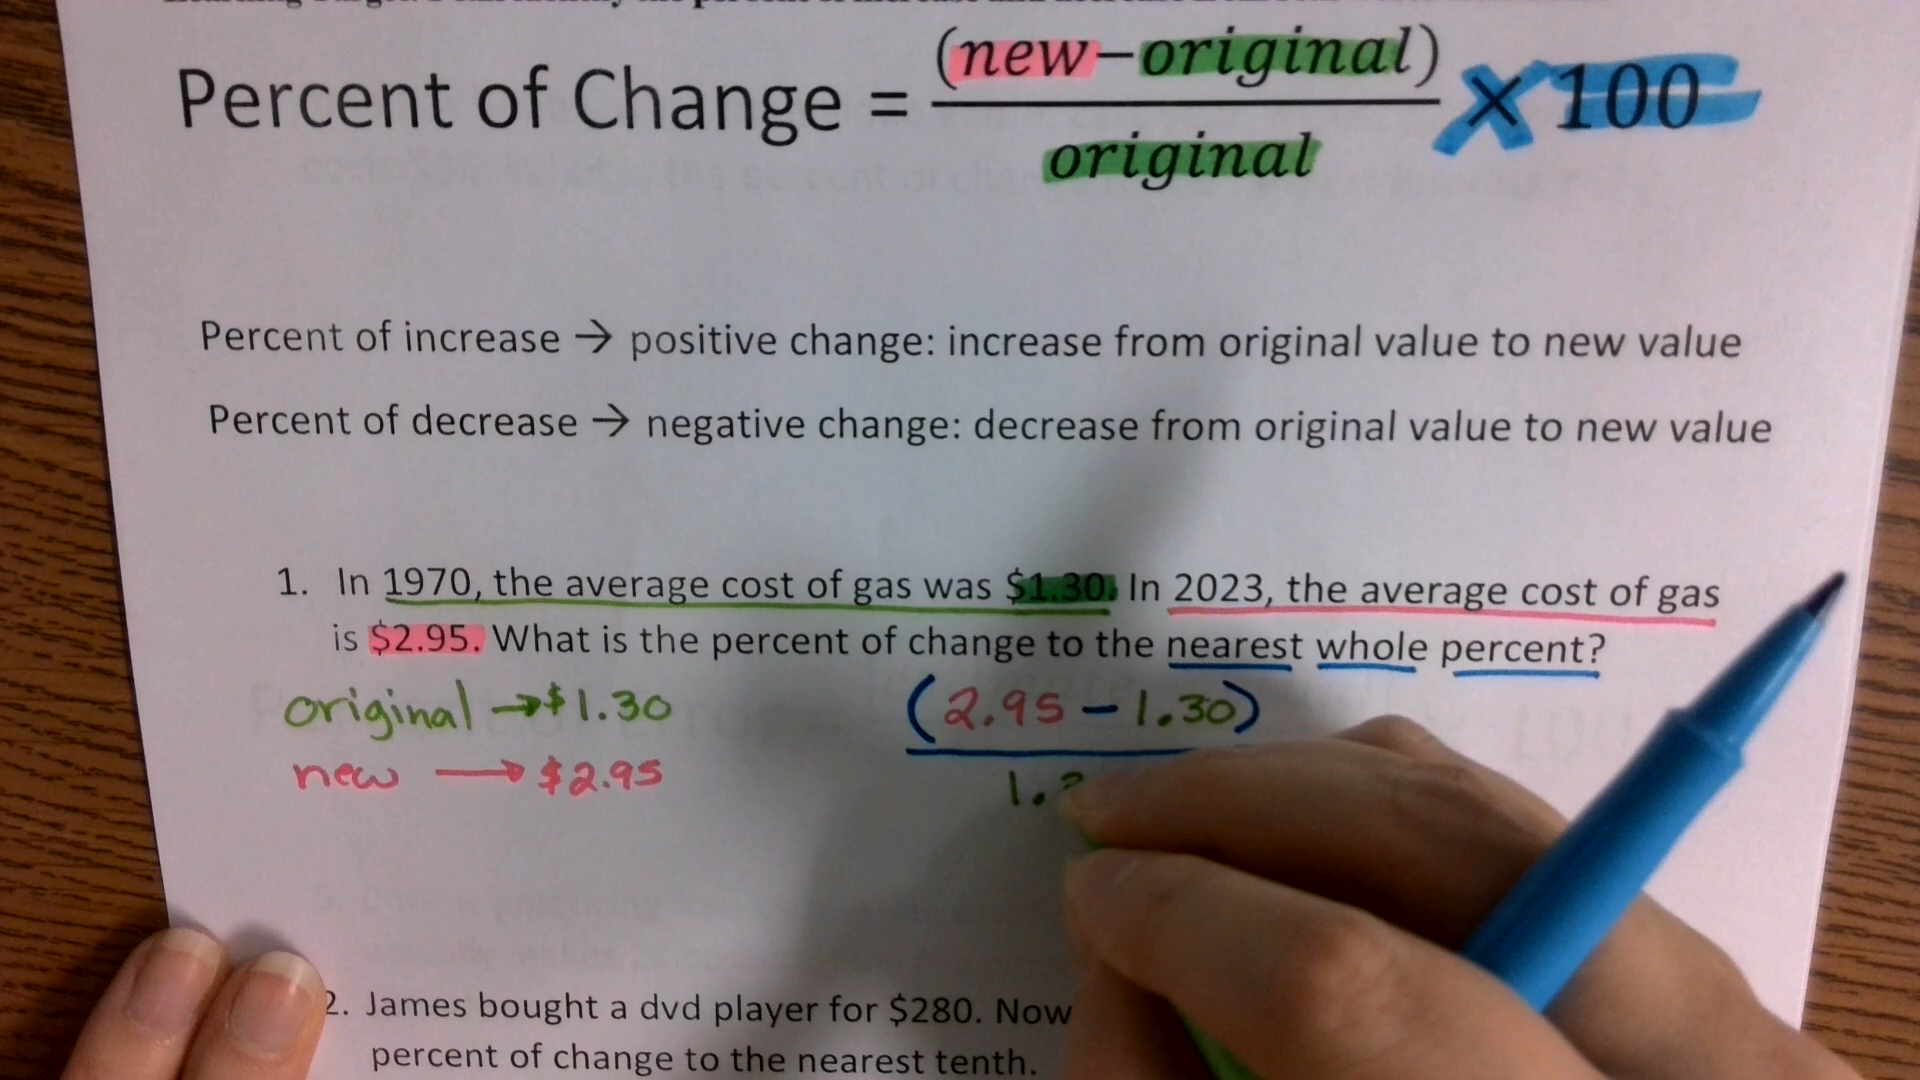 Percent of Change = (new−original) / original × 100
Percent of increase → positive change: increase from original value to new value
Percent of decrease → negative change: decrease from original value to new value
1. In 1970, the average cost of gas was $1.30. In 2023, the average cost of gas
is $2.95. What is the percent of change to the nearest whole percent?
original → $1.30
new → $2.95
(2.95 − 1.30)
1.3
2. James bought a dvd player for $280. Now
percent of change to the nearest tenth.